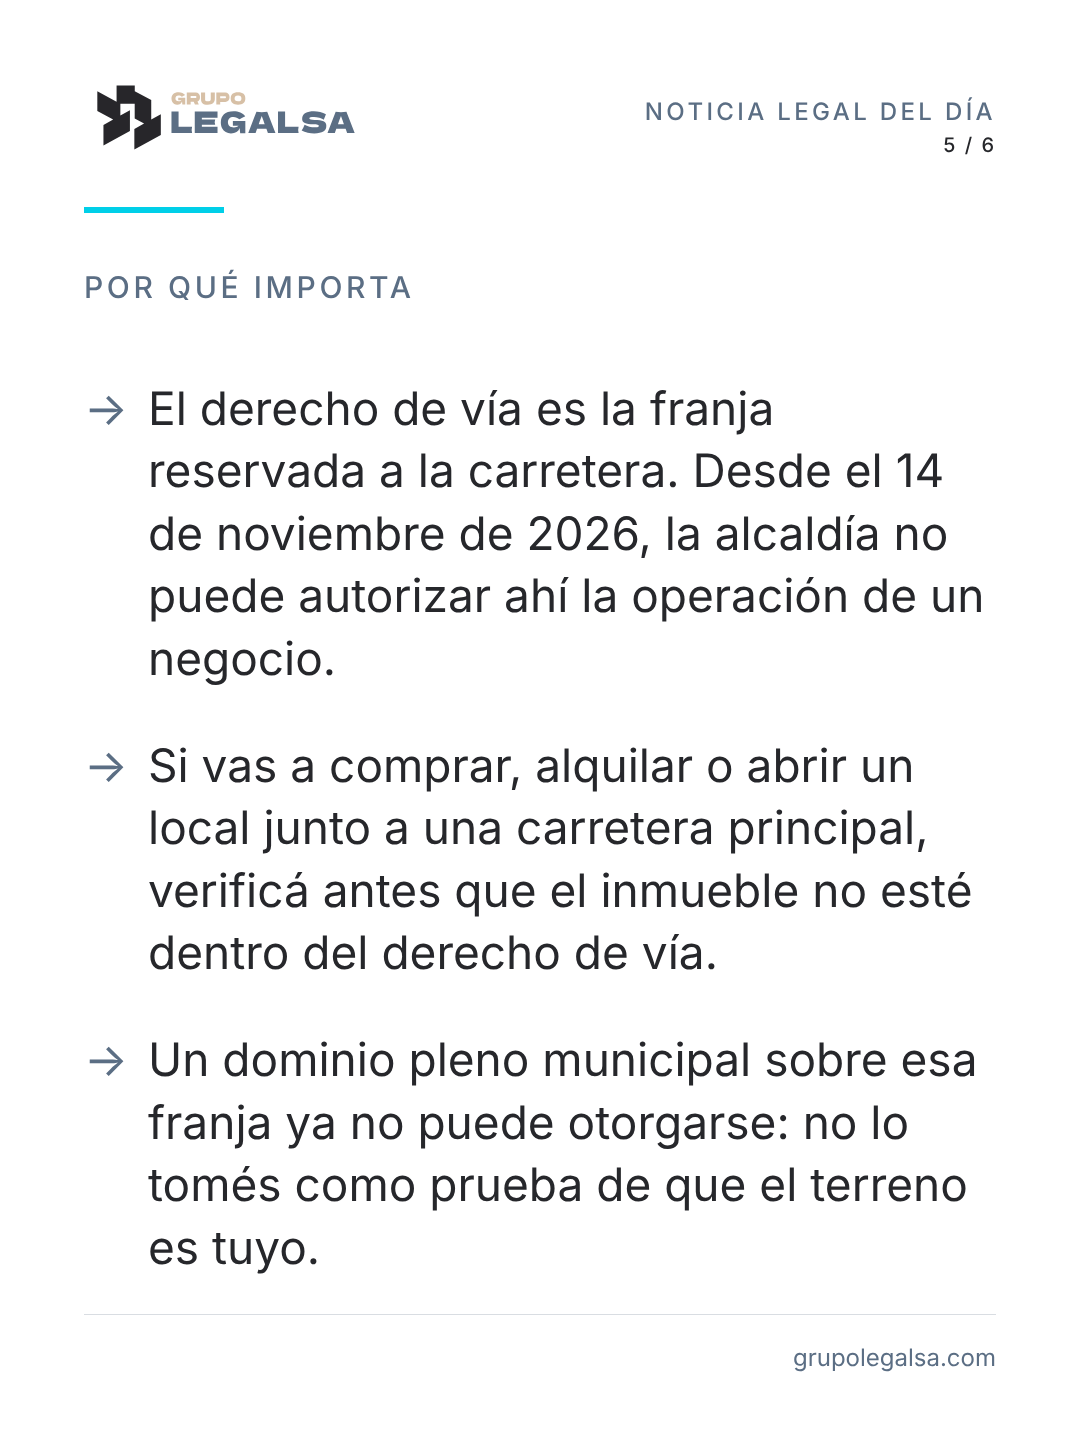 GRUPO
LEGALSA
NOTICIA LEGAL DEL DÍA
5 / 6
POR QUÉ IMPORTA
→ El derecho de vía es la franja
reservada a la carretera. Desde el 14
de noviembre de 2026, la alcaldía no
puede autorizar ahí la operación de un
negocio.
→ Si vas a comprar, alquilar o abrir un
local junto a una carretera principal,
verificá antes que el inmueble no esté
dentro del derecho de vía.
→ Un dominio pleno municipal sobre esa
franja ya no puede otorgarse: no lo
tomés como prueba de que el terreno
es tuyo.
grupolegalsa.com